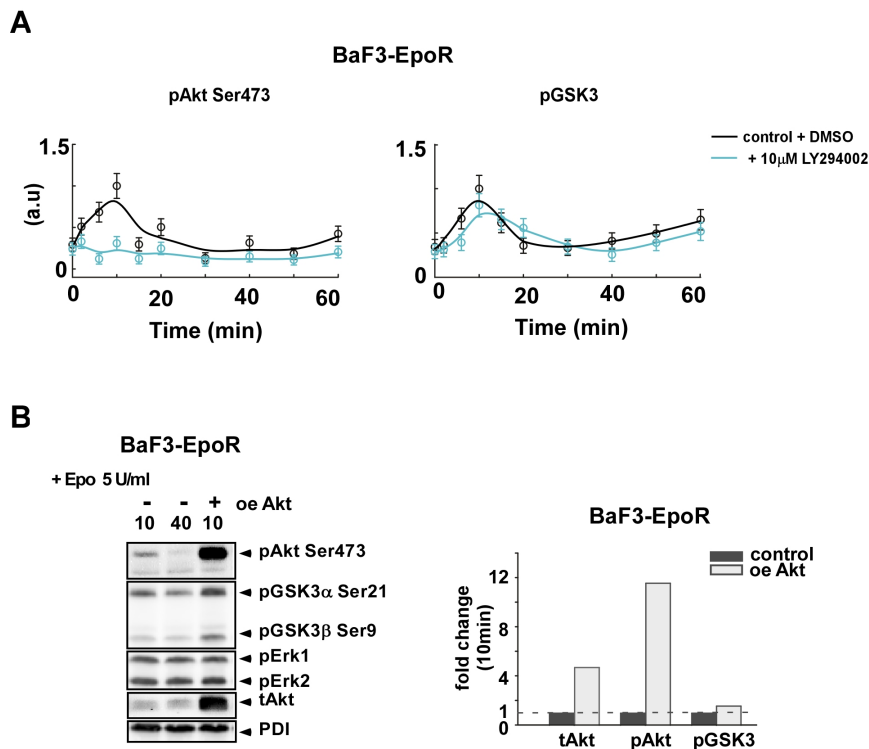 A
BaF3-EpoR
pAkt Ser473
pGSK3
control + DMSO
+ 10µM LY294002
1.5
(a.u)
0
0 20 40 60
Time (min)
1.5
0
0 20 40 60
Time (min)
B
BaF3-EpoR
+ Epo 5 U/ml
- - + oe Akt
10 40 10
pAkt Ser473
pGSK3α Ser21
pGSK3β Ser9
pErk1
pErk2
tAkt
PDI
BaF3-EpoR
control
oe Akt
fold change
(10min)
12
8
4
1
0
tAkt pAkt pGSK3